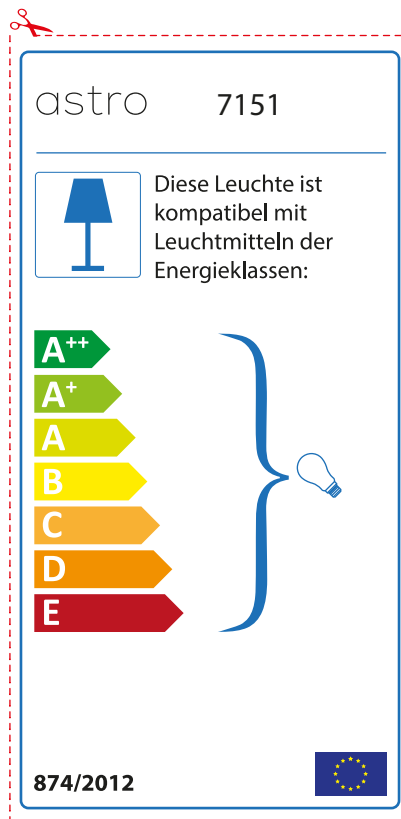 astro 7151
Diese Leuchte ist
kompatibel mit
Leuchtmitteln der
Energieklassen:
A++
A+
A
B
C
D
E
874/2012